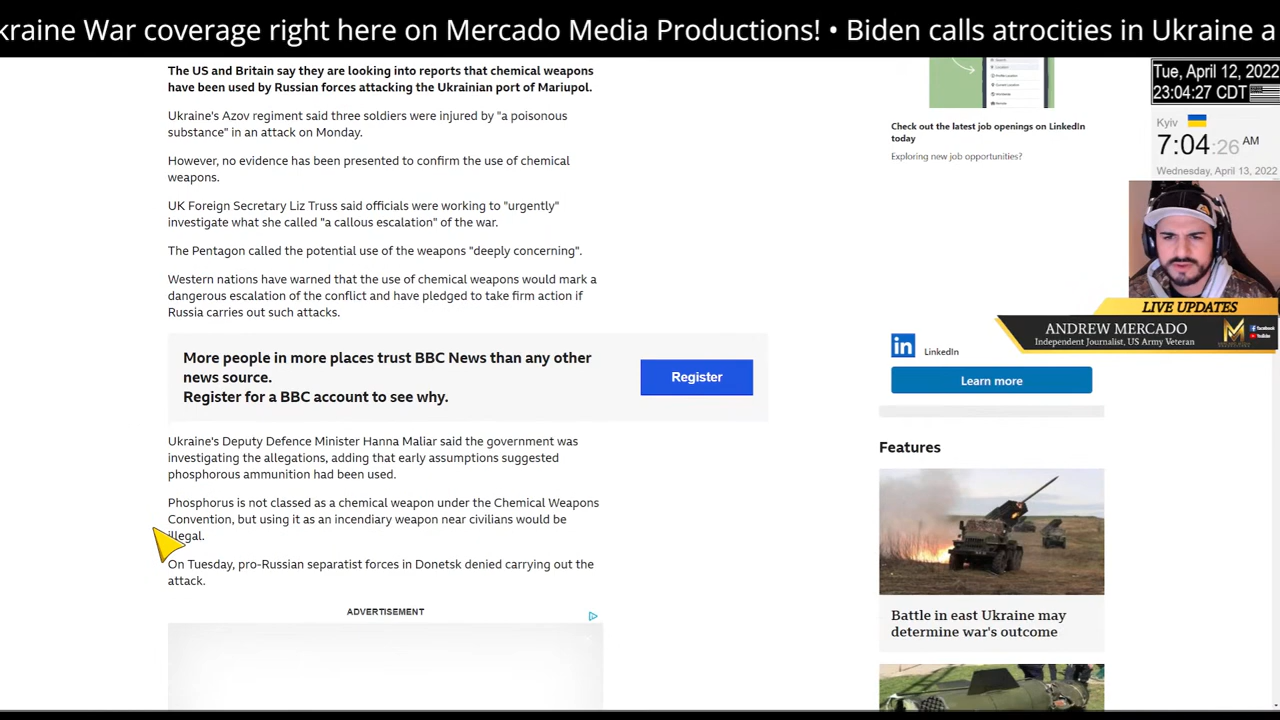 kraine War coverage right here on Mercado Media Productions! • Biden calls atrocities in Ukraine a
The US and Britain say they are looking into reports that chemical weapons
have been used by Russian forces attacking the Ukrainian port of Mariupol.
Ukraine's Azov regiment said three soldiers were injured by "a poisonous
substance" in an attack on Monday.
However, no evidence has been presented to confirm the use of chemical
weapons.
UK Foreign Secretary Liz Truss said officials were working to "urgently"
investigate what she called "a callous escalation" of the war.
The Pentagon called the potential use of the weapons "deeply concerning".
Western nations have warned that the use of chemical weapons would mark a
dangerous escalation of the conflict and have pledged to take firm action if
Russia carries out such attacks.
More people in more places trust BBC News than any other
news source.
Register for a BBC account to see why.
Register
Ukraine's Deputy Defence Minister Hanna Maliar said the government was
investigating the allegations, adding that early assumptions suggested
phosphorous ammunition had been used.
Phosphorus is not classed as a chemical weapon under the Chemical Weapons
Convention, but using it as an incendiary weapon near civilians would be
illegal.
On Tuesday, pro-Russian separatist forces in Donetsk denied carrying out the
attack.
ADVERTISEMENT
Check out the latest job openings on LinkedIn
today
Exploring new job opportunities?
in LinkedIn
Learn more
Features
Battle in east Ukraine may
determine war's outcome
Tue, April 12, 2022
23:04:27 CDT
Kyiv
7:04:26 AM
Wednesday, April 13, 2022
LIVE UPDATES
ANDREW MERCADO
Independent Journalist, US Army Veteran
Facebook
YouTube